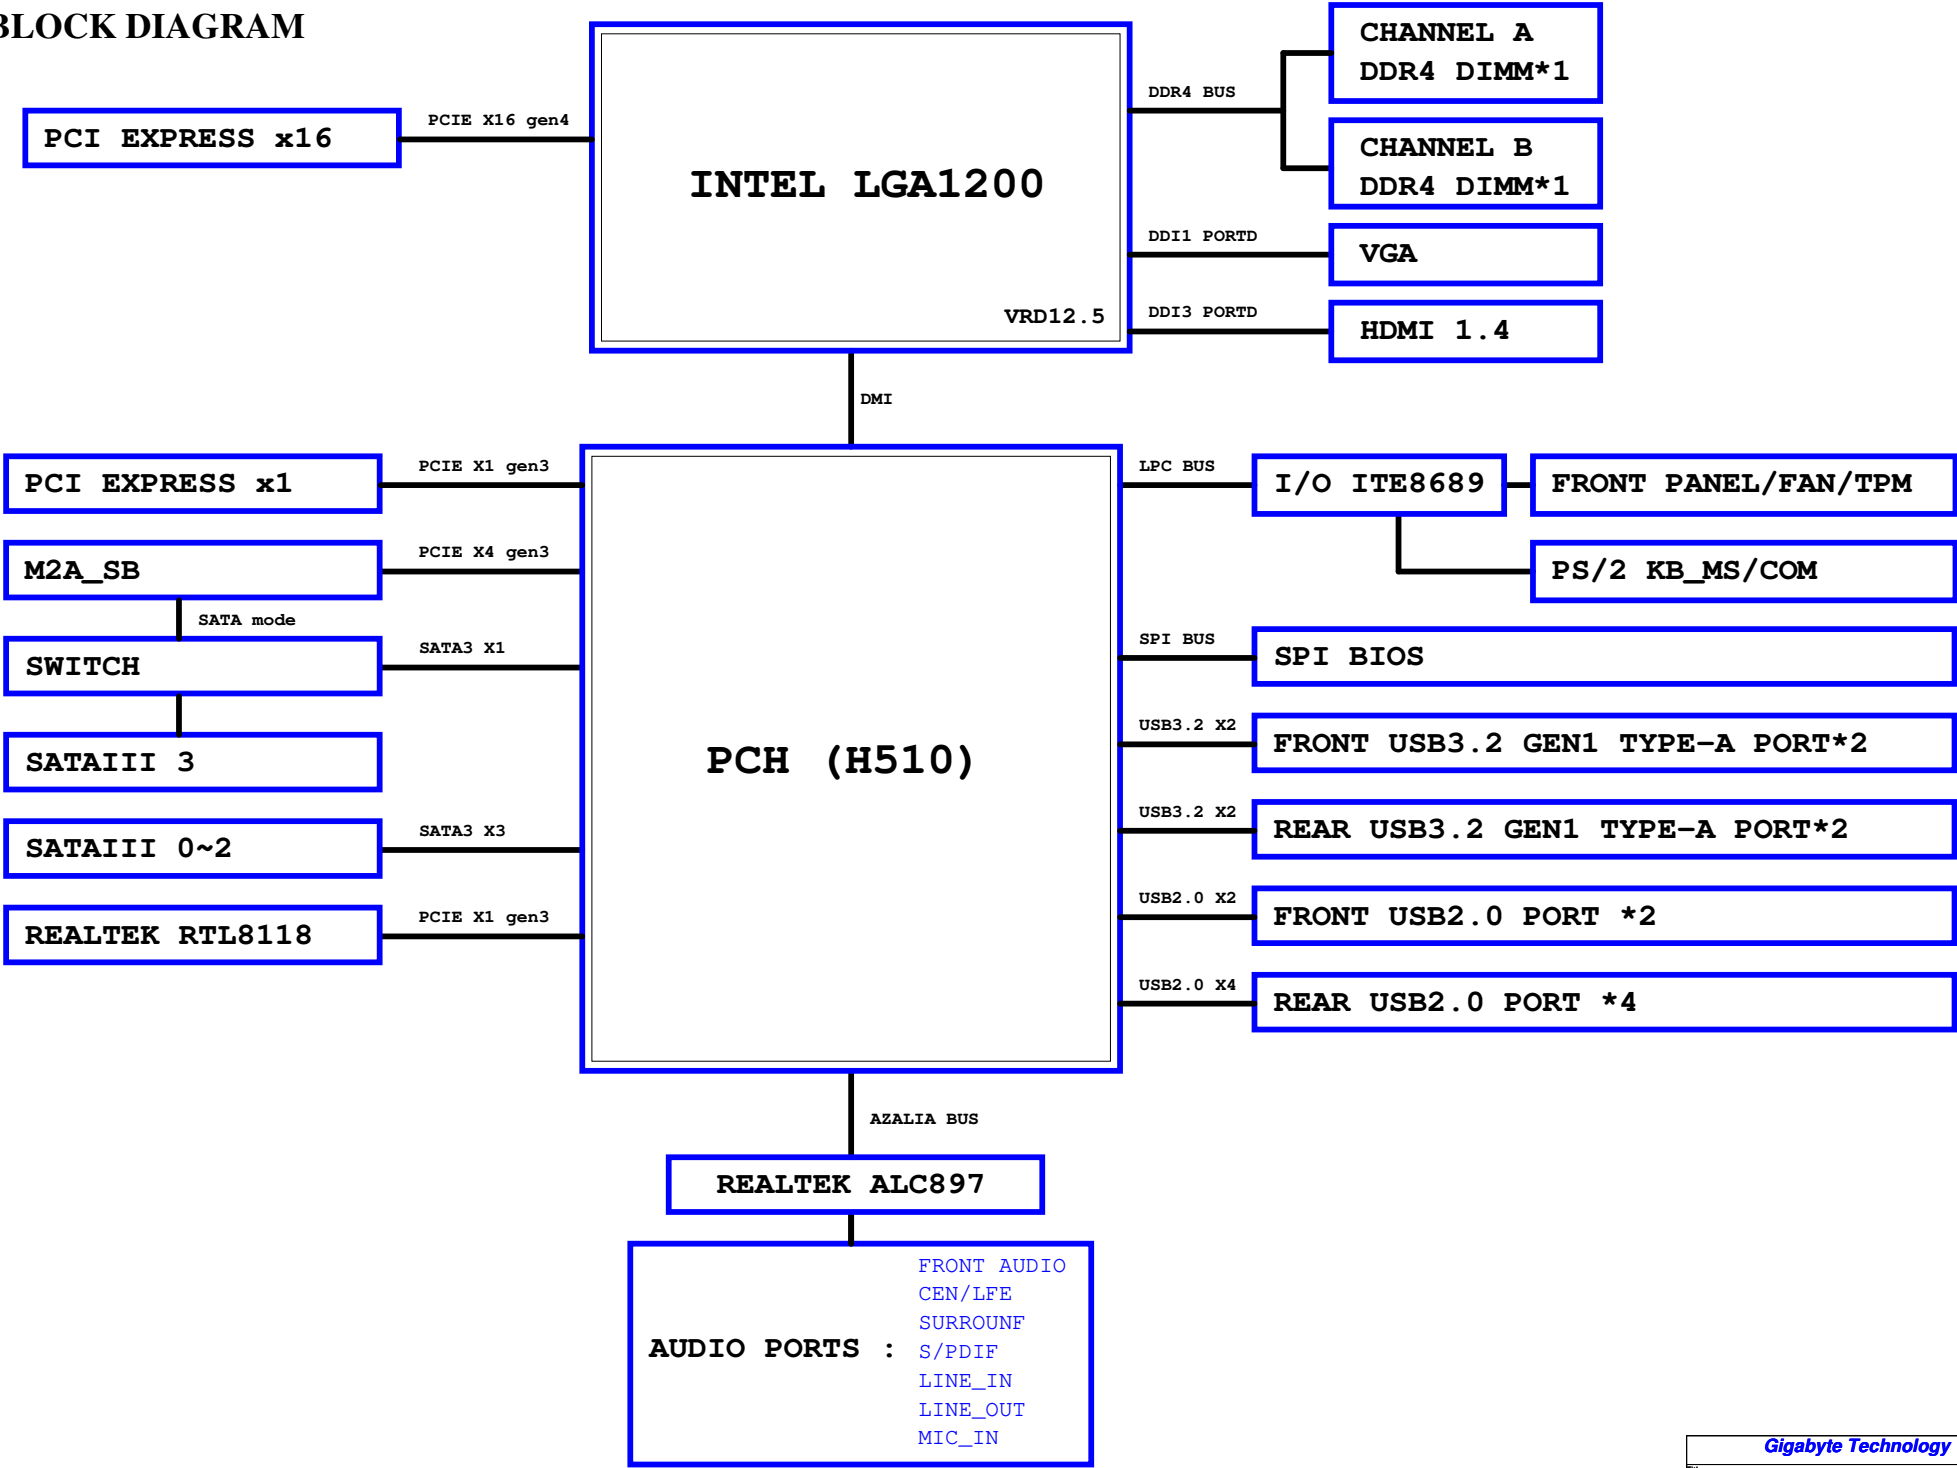 BLOCK DIAGRAM
CHANNEL A
DDR4 DIMM*1
DDR4 BUS
PCIE X16 gen4
PCI EXPRESS x16
CHANNEL B
DDR4 DIMM*1
INTEL LGA1200
DDI1 PORTD
VGA
VRD12.5
DDI3 PORTD
HDMI 1.4
DMI
PCI EXPRESS x1
PCIE X1 gen3
LPC BUS
I/O ITE8689
FRONT PANEL/FAN/TPM
M2A_SB
PCIE X4 gen3
PS/2 KB_MS/COM
SATA mode
SWITCH
SATA3 X1
SPI BUS
SPI BIOS
SATAIII 3
PCH (H510)
USB3.2 X2
FRONT USB3.2 GEN1 TYPE-A PORT*2
SATAIII 0~2
SATA3 X3
USB3.2 X2
REAR USB3.2 GEN1 TYPE-A PORT*2
REALTEK RTL8118
PCIE X1 gen3
USB2.0 X2
FRONT USB2.0 PORT *2
USB2.0 X4
REAR USB2.0 PORT *4
AZALIA BUS
REALTEK ALC897
AUDIO PORTS :
FRONT AUDIO
CEN/LFE
SURROUNF
S/PDIF
LINE_IN
LINE_OUT
MIC_IN
Gigabyte Technology